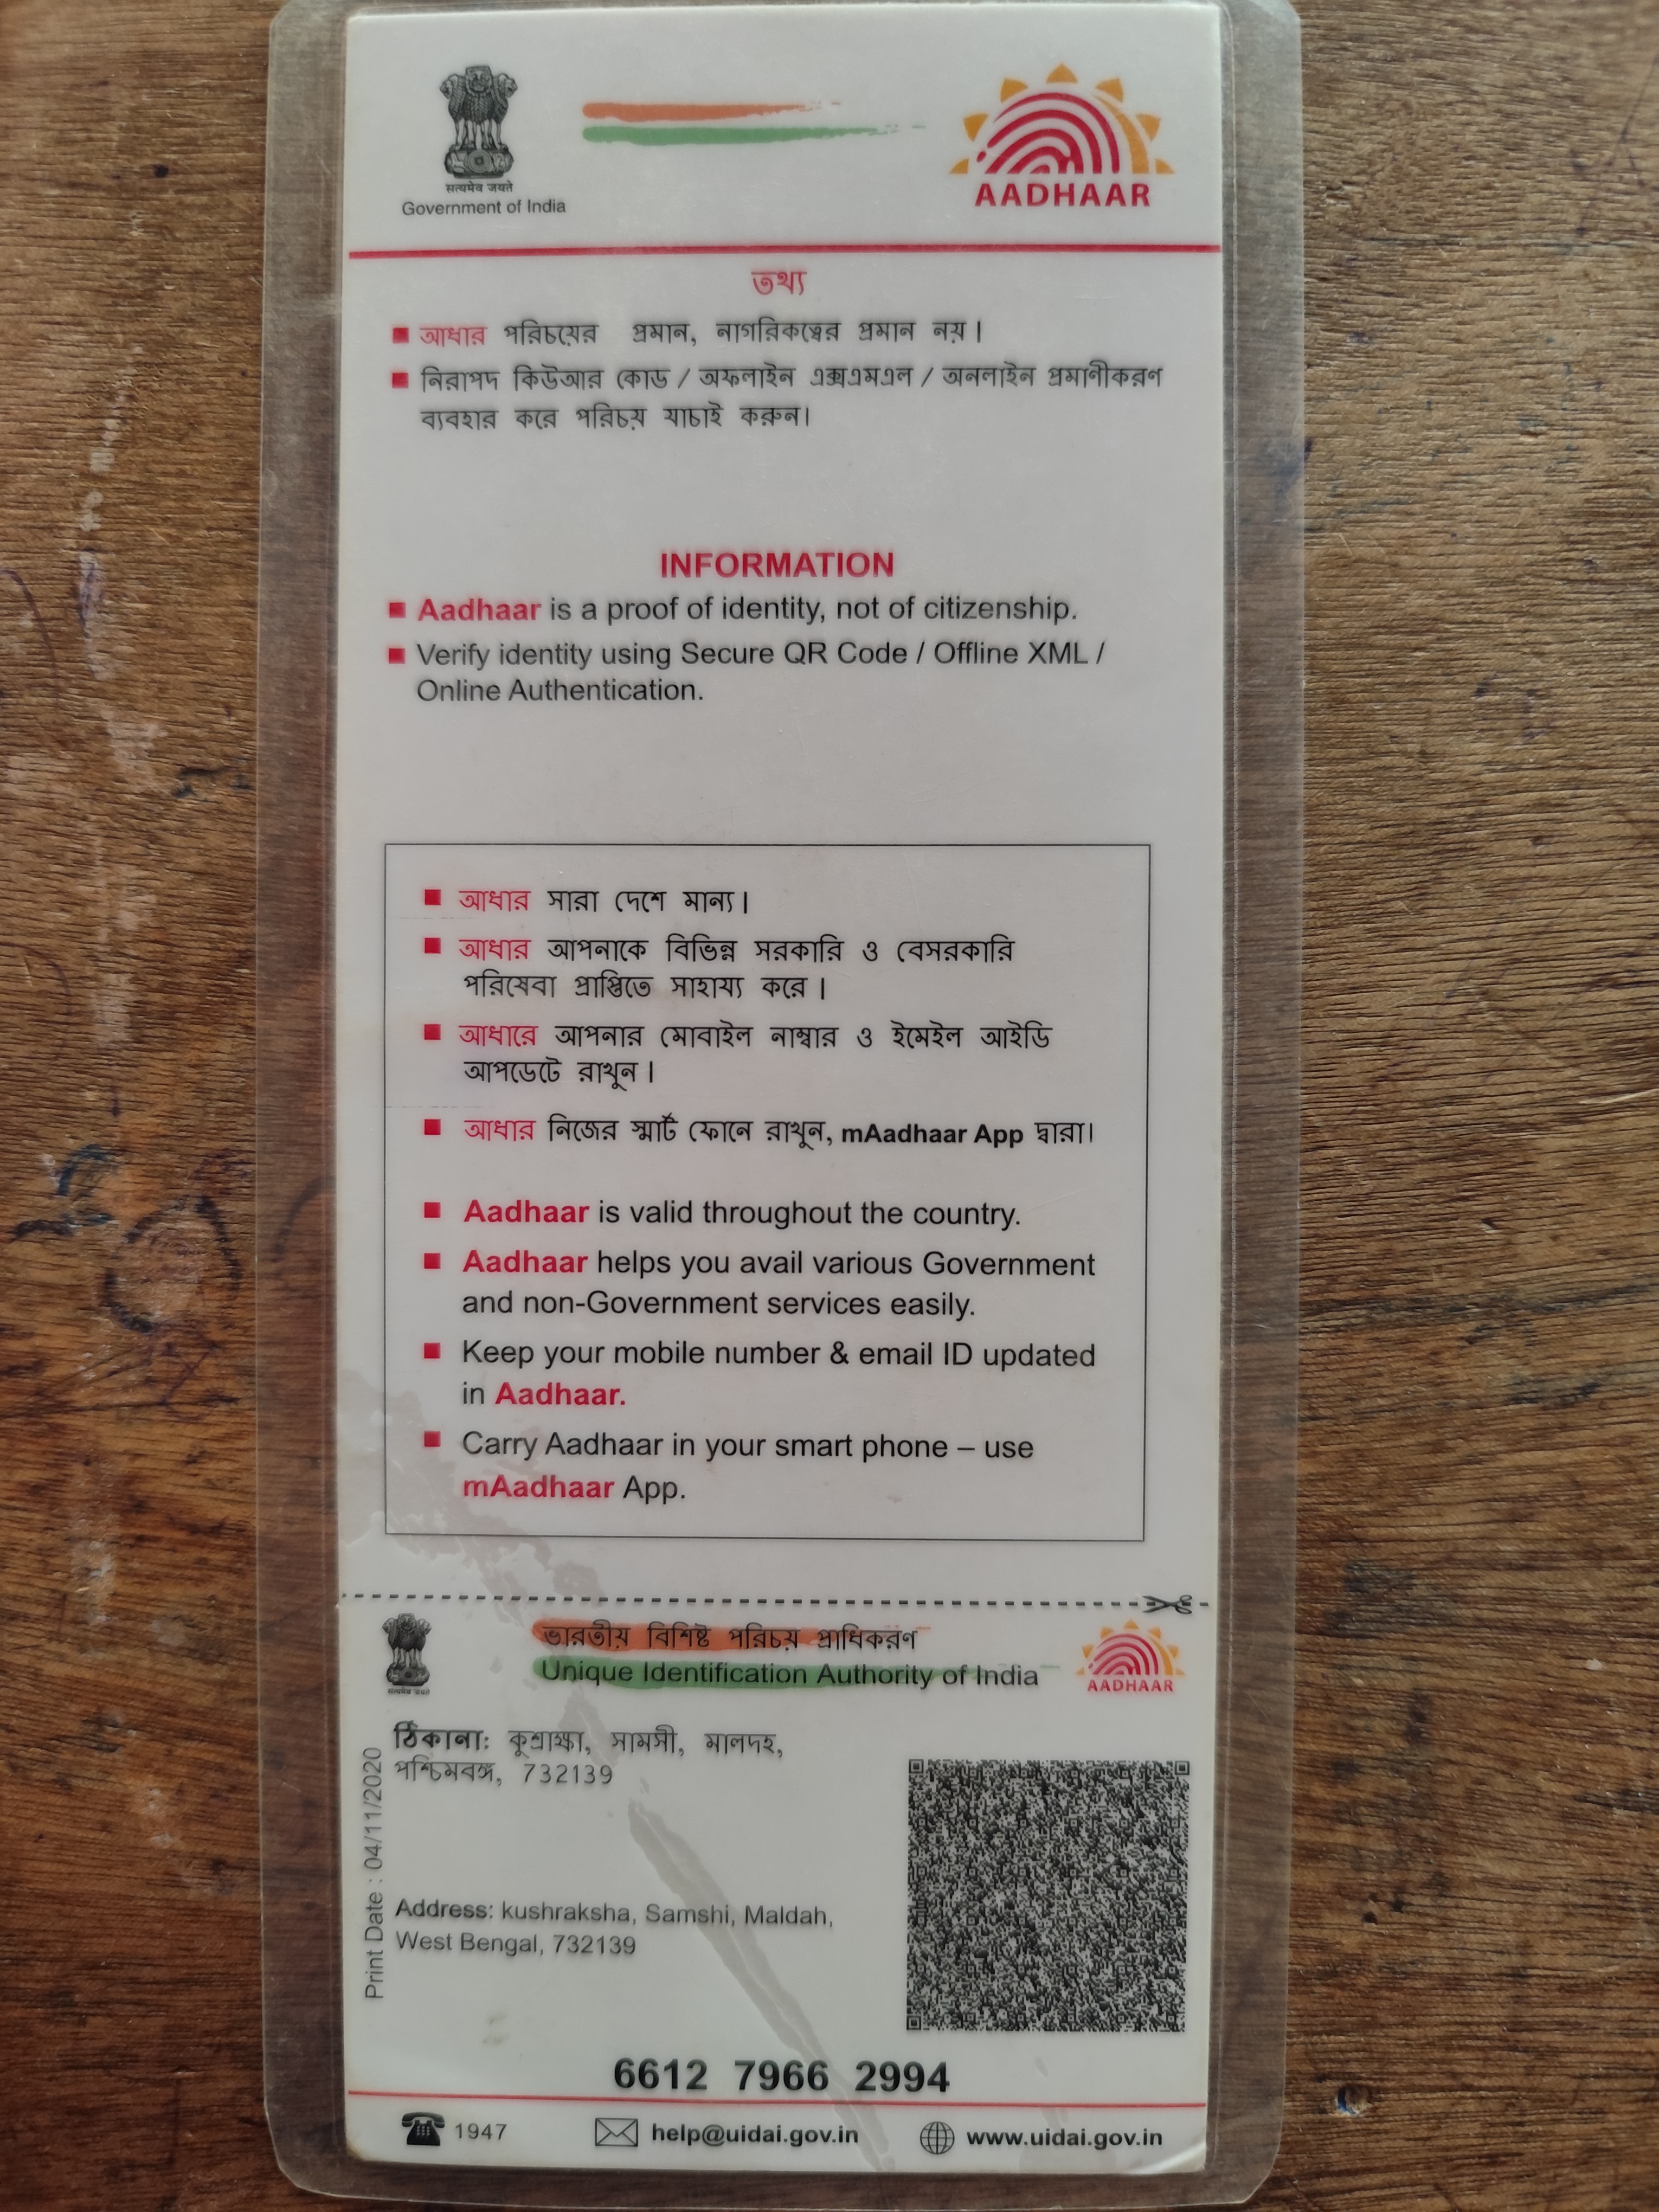 सत्यमेव जयते
Government of India
AADHAAR
তথ্য
আধার পরিচয়ের প্রমান, নাগরিকত্বের প্রমান নয়।
নিরাপদ কিউআর কোড / অফলাইন এক্সএমএল / অনলাইন প্রমাণীকরণ
ব্যবহার করে পরিচয় যাচাই করুন।
INFORMATION
Aadhaar is a proof of identity, not of citizenship.
Verify identity using Secure QR Code / Offline XML /
Online Authentication.
আধার সারা দেশে মান্য।
আধার আপনাকে বিভিন্ন সরকারি ও বেসরকারি
পরিষেবা প্রাপ্তিতে সাহায্য করে।
আধারে আপনার মোবাইল নাম্বার ও ইমেইল আইডি
আপডেটে রাখুন।
আধার নিজের স্মার্ট ফোনে রাখুন, mAadhaar App দ্বারা।
Aadhaar is valid throughout the country.
Aadhaar helps you avail various Government
and non-Government services easily.
Keep your mobile number & email ID updated
in Aadhaar.
Carry Aadhaar in your smart phone – use
mAadhaar App.
सत्यमेव जयते
ভারতীয় বিশিষ্ট পরিচয় প্রাধিকরণ
Unique Identification Authority of India
AADHAAR
Print Date : 04/11/2020
ঠিকানা: সামসী, মালদহ,
পশ্চিমবঙ্গ, 732139
Address: kushraksha, Samshi, Maldah,
West Bengal, 732139
6612 7966 2994
1947
help@uidai.gov.in
www.uidai.gov.in